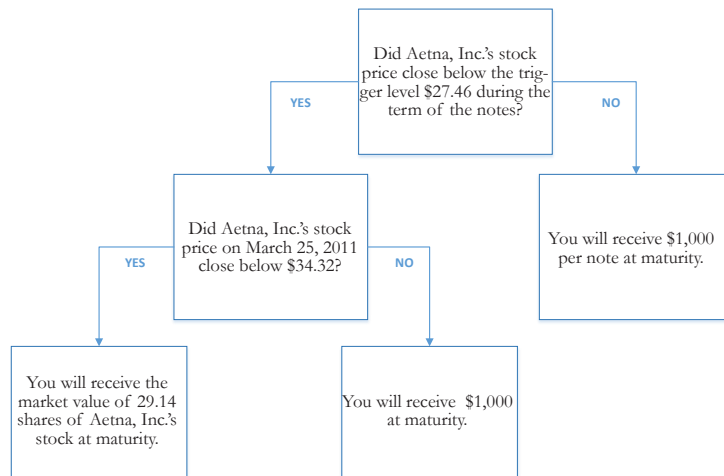 Did Aetna, Inc.'s stock
price close below the trig-
ger level $27.46 during the
term of the notes?
YES
NO
Did Aetna, Inc.'s stock
price on March 25, 2011
close below $34.32?
You will receive $1,000
per note at maturity.
YES
NO
You will receive the
market value of 29.14
shares of Aetna, Inc.'s
stock at maturity.
You will receive $1,000
at maturity.